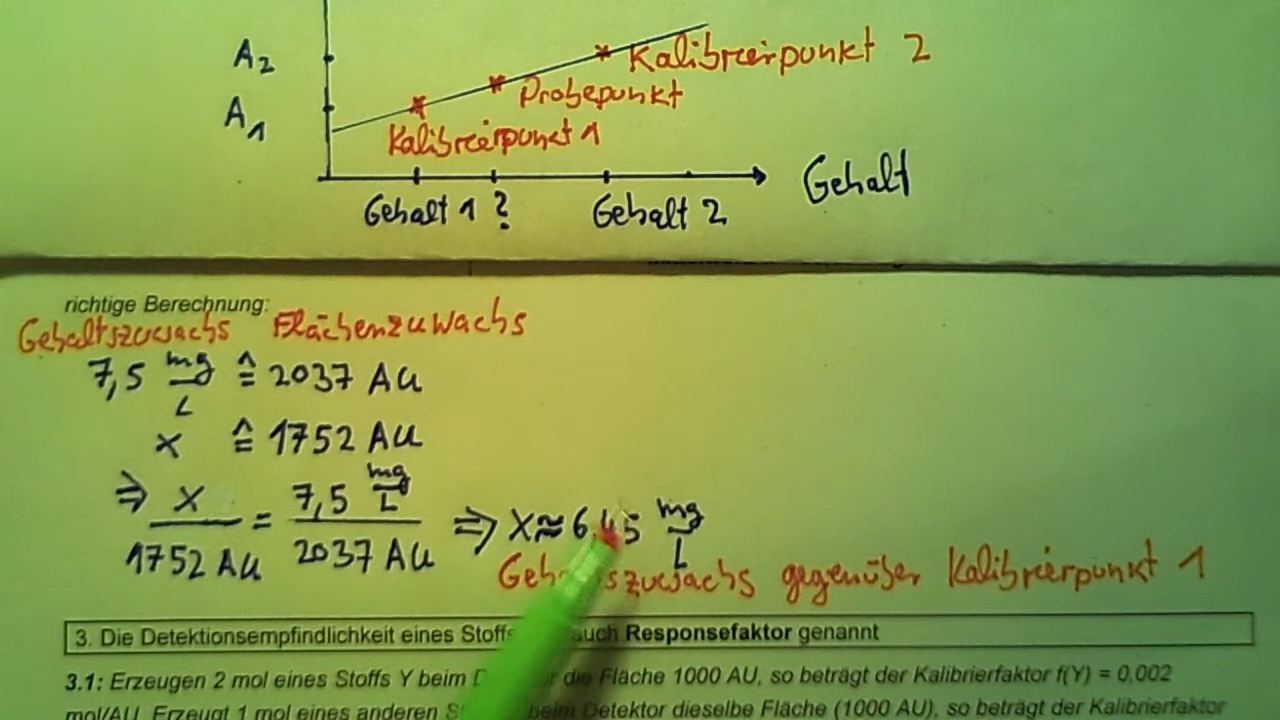 A2
Kalibrierpunkt 2
A1
Probepunkt
Kalibrierpunkt 1
Gehalt
Gehalt 1 ? Gehalt 2
richtige Berechnung:
Gehaltszuwachs Flächenzuwachs
7,5 mg/L ≙ 2037 AU
x ≙ 1752 AU
⇒ x / 1752 AU = 7,5 mg/L / 2037 AU ⇒ x ≈ 6,45 mg/L
gegenüber Kalibrierpunkt 1
3. Die Detektionsempfindlichkeit eines Stoffs auch Responsefaktor genannt
3.1: Erzeugen 2 mol eines Stoffs Y beim die Fläche 1000 AU, so beträgt der Kalibrierfaktor f(Y) = 0,002
mol/AU. Erzeugt 1 mol eines anderen beim Detektor dieselbe Fläche (1000 AU), so beträgt der Kalibrierfaktor